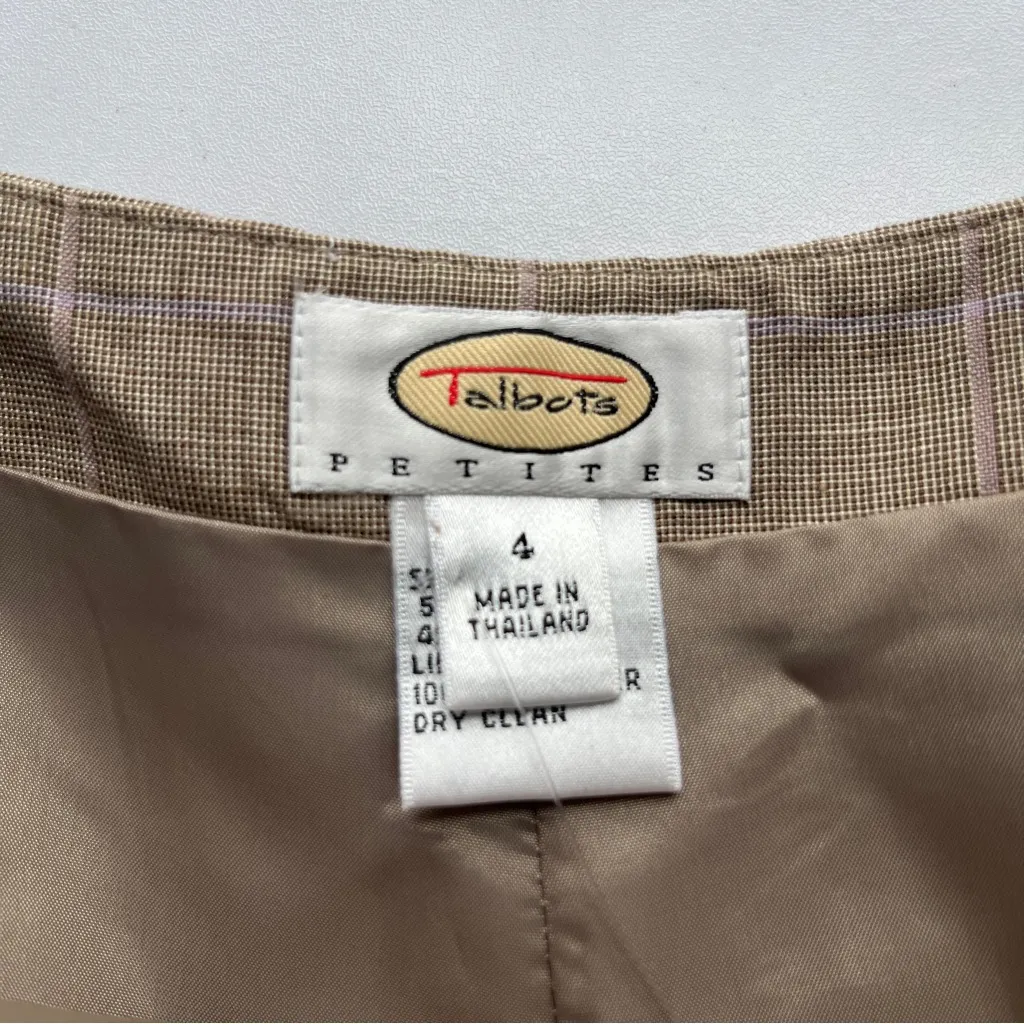 Talbots
PETITES
4
MADE IN
THAILAND
DRY CLEAN